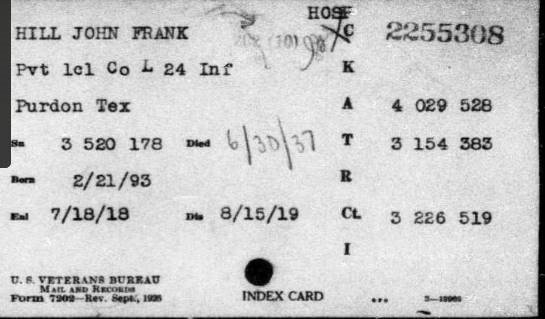 HOSP
HILL JOHN FRANK C 2255308
Pvt 1cl Co L 24 Inf K
Purdon Tex A 4 029 528
Sn 3 520 178 Died 6/30/37 T 3 154 383
Born 2/21/93 R
Enl 7/18/18 Dis 8/15/19 Ct. 3 226 519
I
U. S. VETERANS BUREAU
MAIL AND RECORDS
Form 7202—Rev. Sept., 1926 INDEX CARD